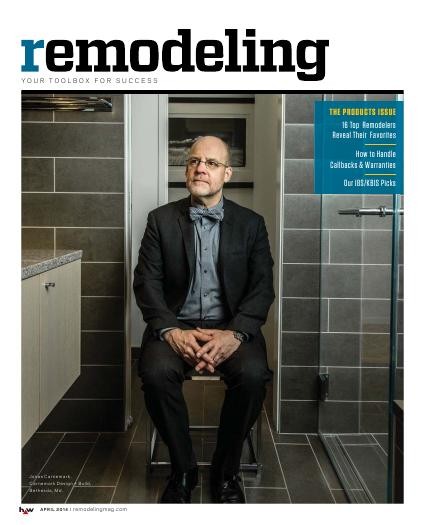 remodeling
YOUR TOOLBOX FOR SUCCESS
THE PRODUCTS ISSUE
16 Top Remodelers
Reveal Their Favorites
How to Handle
Callbacks & Warranties
Our IBS/KBIS Picks
Jonas Carnemark,
Carnemark Design + Build,
Bethesda, Md.
hw APRIL 2014 | remodelingmag.com